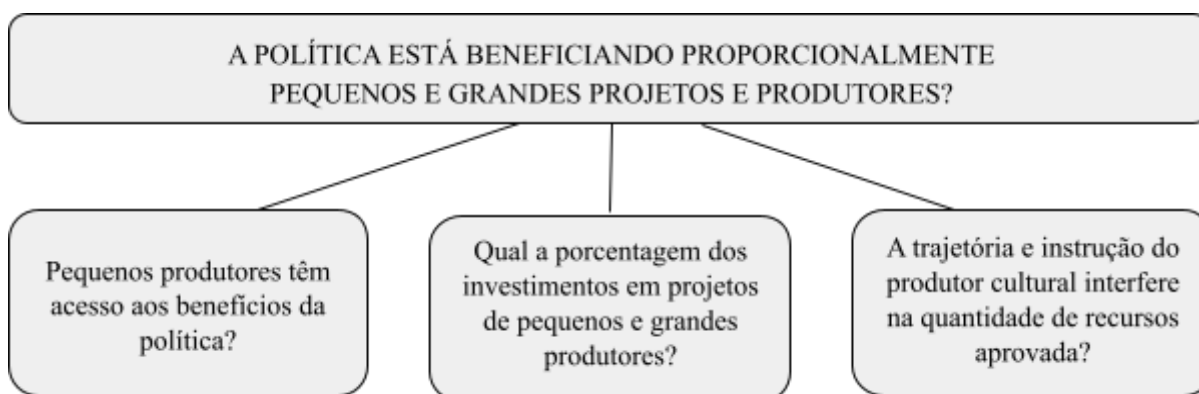 A POLÍTICA ESTÁ BENEFICIANDO PROPORCIONALMENTE
PEQUENOS E GRANDES PROJETOS E PRODUTORES?
Pequenos produtores têm
acesso aos benefícios da
política?
Qual a porcentagem dos
investimentos em projetos
de pequenos e grandes
produtores?
A trajetória e instrução do
produtor cultural interfere
na quantidade de recursos
aprovada?